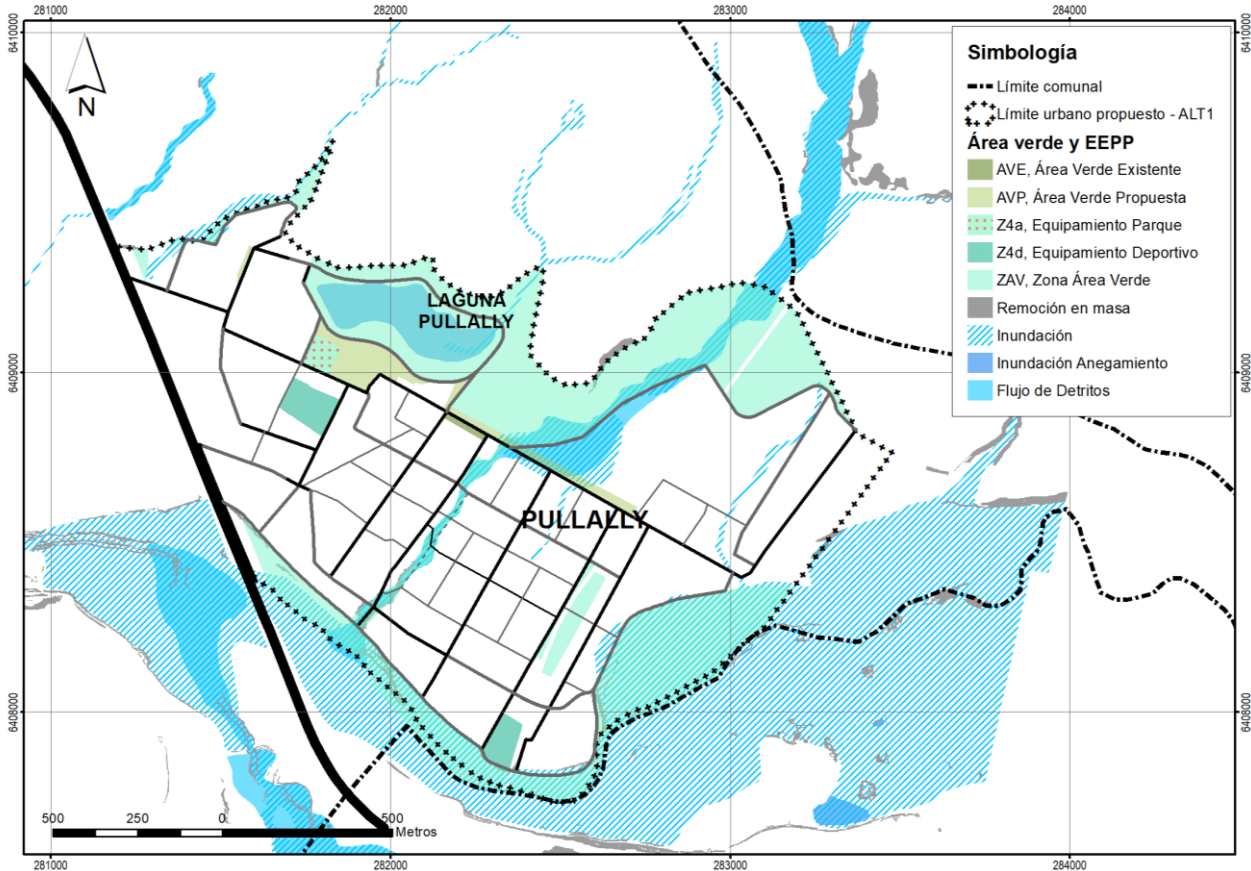 281000
282000
283000
284000
6410000
6410000
N
Simbología
Límite comunal
Límite urbano propuesto - ALT1
Área verde y EEPP
AVE, Área Verde Existente
AVP, Área Verde Propuesta
Z4a, Equipamiento Parque
Z4d, Equipamiento Deportivo
ZAV, Zona Área Verde
Remoción en masa
Inundación
Inundación Anegamiento
Flujo de Detritos
LAGUNA
PULLALLY
6409000
6409000
PULLALLY
6408000
6408000
500
250
0
500
Metros
281000
282000
283000
284000